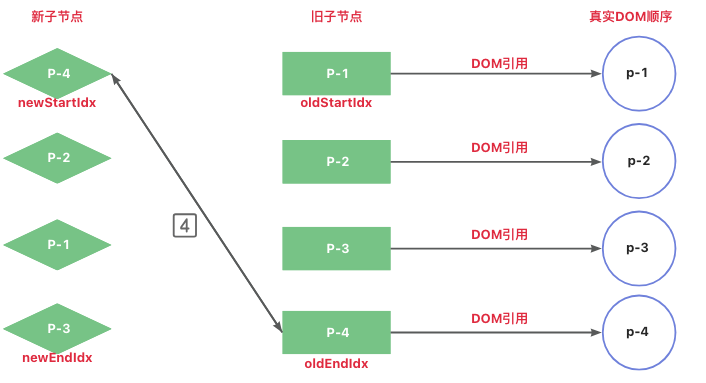 新子节点
旧子节点
真实DOM顺序
P-4
newStartIdx
P-1
oldStartIdx
DOM引用
p-1
P-2
P-2
DOM引用
p-2
4
P-1
P-3
DOM引用
p-3
P-3
newEndIdx
P-4
oldEndIdx
DOM引用
p-4